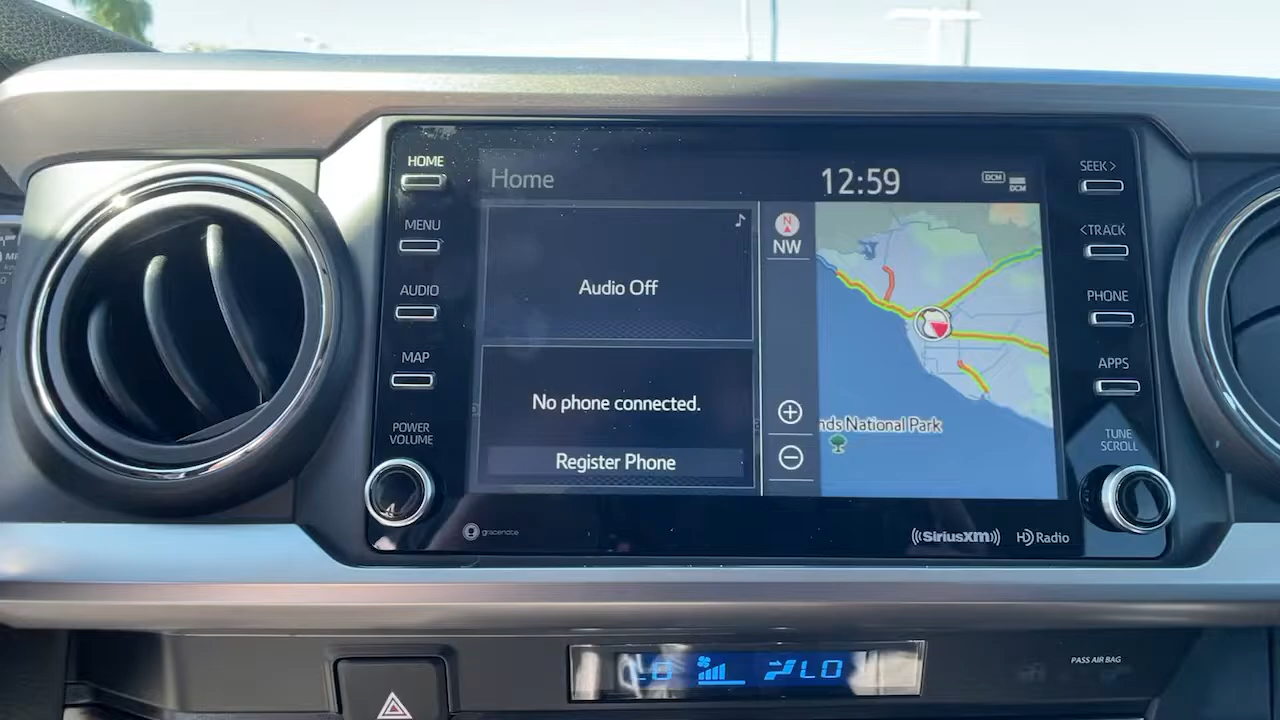 HOME
MENU
AUDIO
MAP
POWER
VOLUME
Home
12:59
DCM
DCM
Audio Off
No phone connected.
Register Phone
N
NW
nds National Park
SEEK >
< TRACK
PHONE
APPS
TUNE
SCROLL
gracenote
((SiriusXM))
HD Radio
LO
LO
PASS AIR BAG